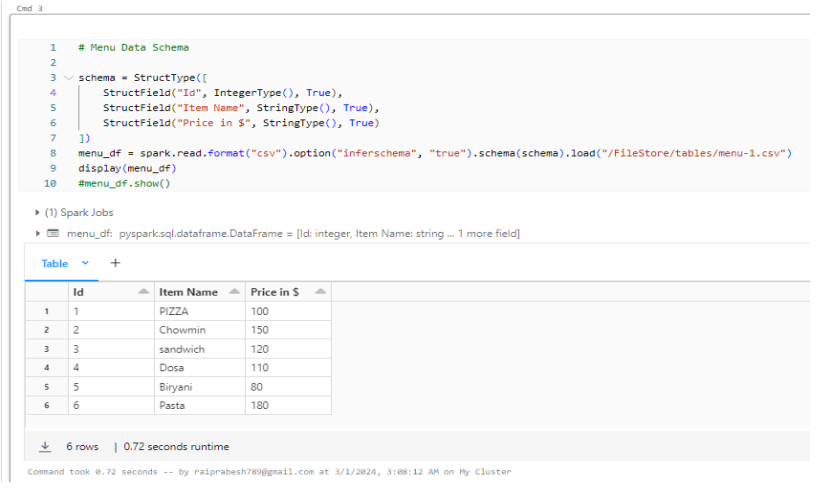 Cmd 3
1 # Menu Data Schema
2
3 schema = StructType([
4 StructField("Id", IntegerType(), True),
5 StructField("Item Name", StringType(), True),
6 StructField("Price in $", StringType(), True)
7 ])
8 menu_df = spark.read.format("csv").option("inferschema", "true").schema(schema).load("/FileStore/tables/menu-1.csv")
9 display(menu_df)
10 #menu_df.show()
(1) Spark Jobs
menu_df: pyspark.sql.dataframe.DataFrame = [Id: integer, Item Name: string ... 1 more field]
Table +
Id Item Name Price in $
1 1 PIZZA 100
2 2 Chowmin 150
3 3 sandwich 120
4 4 Dosa 110
5 5 Biryani 80
6 6 Pasta 180
6 rows | 0.72 seconds runtime
Command took 0.72 seconds -- by raiprabesh789@gmail.com at 3/1/2024, 3:08:12 AM on My Cluster